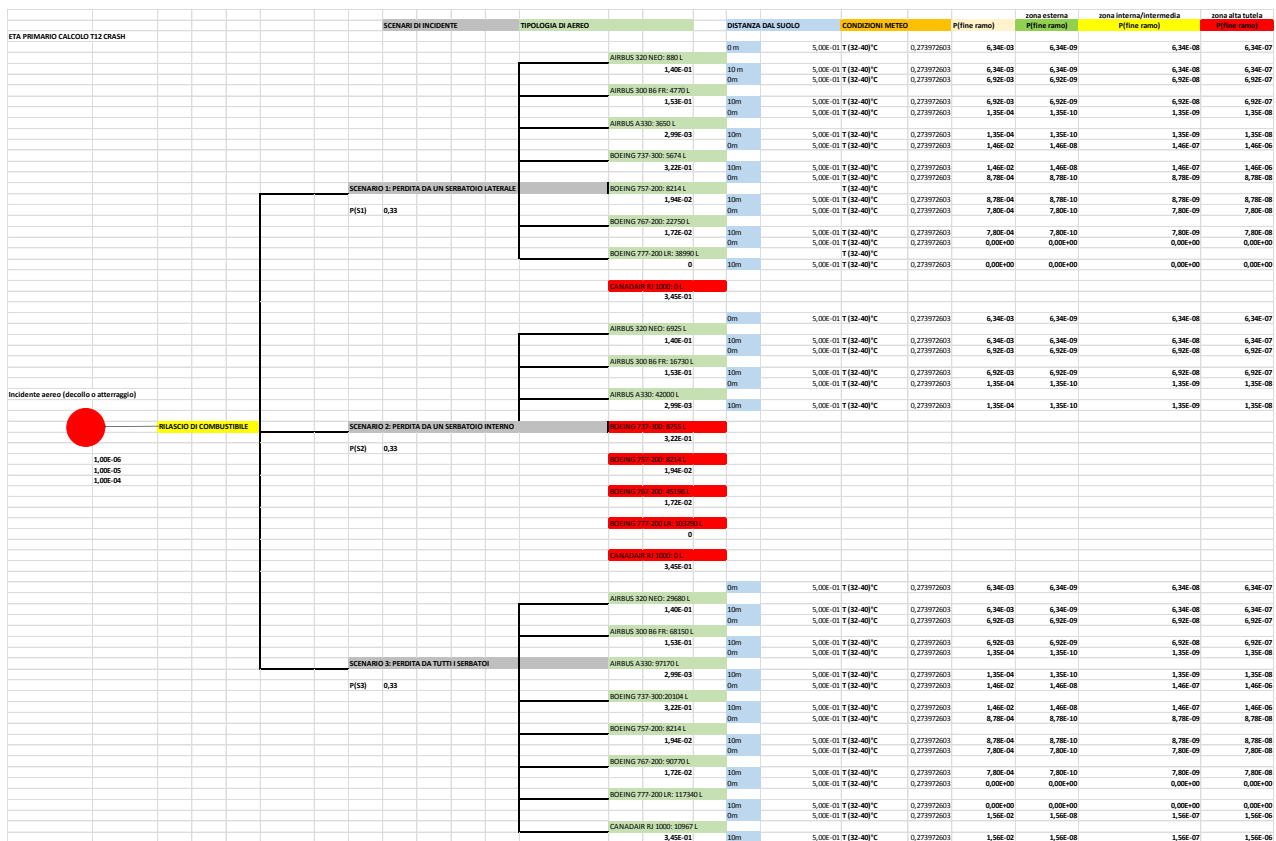 zona esterna zona interna/intermedia zona alta tutela
SCENARI DI INCIDENTE TIPOLOGIA DI AEREO DISTANZA DAL SUOLO CONDIZIONI METEO P(fine ramo) P(fine ramo) P(fine ramo) P(fine ramo)
ETA PRIMARIO CALCOLO T12 CRASH
0 m 5,00E-01 T (32-40)°C 0,273972603 6,34E-03 6,34E-09 6,34E-08 6,34E-07
AIRBUS 320 NEO: 880 L
1,40E-01 10 m 5,00E-01 T (32-40)°C 0,273972603 6,34E-03 6,34E-09 6,34E-08 6,34E-07
0m 5,00E-01 T (32-40)°C 0,273972603 6,92E-03 6,92E-09 6,92E-08 6,92E-07
AIRBUS 300 B6 FR: 4770 L
1,53E-01 10m 5,00E-01 T (32-40)°C 0,273972603 6,92E-03 6,92E-09 6,92E-08 6,92E-07
0m 5,00E-01 T (32-40)°C 0,273972603 1,35E-04 1,35E-10 1,35E-09 1,35E-08
AIRBUS A330: 3650 L
2,99E-03 10m 5,00E-01 T (32-40)°C 0,273972603 1,35E-04 1,35E-10 1,35E-09 1,35E-08
0m 5,00E-01 T (32-40)°C 0,273972603 1,46E-02 1,46E-08 1,46E-07 1,46E-06
BOEING 737-300: 5674 L
3,22E-01 10m 5,00E-01 T (32-40)°C 0,273972603 1,46E-02 1,46E-08 1,46E-07 1,46E-06
0m 5,00E-01 T (32-40)°C 0,273972603 8,78E-04 8,78E-10 8,78E-09 8,78E-08
SCENARIO 1: PERDITA DA UN SERBATOIO LATERALE BOEING 757-200: 8214 L T (32-40)°C
1,94E-02 10m 5,00E-01 T (32-40)°C 0,273972603 8,78E-04 8,78E-10 8,78E-09 8,78E-08
P(S1) 0,33 0m 5,00E-01 T (32-40)°C 0,273972603 7,80E-04 7,80E-10 7,80E-09 7,80E-08
BOEING 767-200: 22750 L
1,72E-02 10m 5,00E-01 T (32-40)°C 0,273972603 7,80E-04 7,80E-10 7,80E-09 7,80E-08
0m 5,00E-01 T (32-40)°C 0,273972603 0,00E+00 0,00E+00 0,00E+00 0,00E+00
BOEING 777-200 LR: 38990 L T (32-40)°C
0 10m 5,00E-01 T (32-40)°C 0,273972603 0,00E+00 0,00E+00 0,00E+00 0,00E+00
CANADAIR RJ 1000: 0 L
3,45E-01
0m 5,00E-01 T (32-40)°C 0,273972603 6,34E-03 6,34E-09 6,34E-08 6,34E-07
AIRBUS 320 NEO: 6925 L
1,40E-01 10m 5,00E-01 T (32-40)°C 0,273972603 6,34E-03 6,34E-09 6,34E-08 6,34E-07
0m 5,00E-01 T (32-40)°C 0,273972603 6,92E-03 6,92E-09 6,92E-08 6,92E-07
AIRBUS 300 B6 FR: 16730 L
1,53E-01 10m 5,00E-01 T (32-40)°C 0,273972603 6,92E-03 6,92E-09 6,92E-08 6,92E-07
0m 5,00E-01 T (32-40)°C 0,273972603 1,35E-04 1,35E-10 1,35E-09 1,35E-08
Incidente aereo (decollo o atterraggio) AIRBUS A330: 42000 L
2,99E-03 10m 5,00E-01 T (32-40)°C 0,273972603 1,35E-04 1,35E-10 1,35E-09 1,35E-08
RILASCIO DI COMBUSTIBILE SCENARIO 2: PERDITA DA UN SERBATOIO INTERNO BOEING 737-300: 8755 L
3,22E-01
P(S2) 0,33
1,00E-06 BOEING 757-200: 8214 L
1,00E-05 1,94E-02
1,00E-04
BOEING 767-200: 45196 L
1,72E-02
BOEING 777-200 LR: 103290 L
0
CANADAIR RJ 1000: 0 L
3,45E-01
0m 5,00E-01 T (32-40)°C 0,273972603 6,34E-03 6,34E-09 6,34E-08 6,34E-07
AIRBUS 320 NEO: 29680 L
1,40E-01 10m 5,00E-01 T (32-40)°C 0,273972603 6,34E-03 6,34E-09 6,34E-08 6,34E-07
0m 5,00E-01 T (32-40)°C 0,273972603 6,92E-03 6,92E-09 6,92E-08 6,92E-07
AIRBUS 300 B6 FR: 68150 L
1,53E-01 10m 5,00E-01 T (32-40)°C 0,273972603 6,92E-03 6,92E-09 6,92E-08 6,92E-07
0m 5,00E-01 T (32-40)°C 0,273972603 1,35E-04 1,35E-10 1,35E-09 1,35E-08
SCENARIO 3: PERDITA DA TUTTI I SERBATOI AIRBUS A330: 97170 L
2,99E-03 10m 5,00E-01 T (32-40)°C 0,273972603 1,35E-04 1,35E-10 1,35E-09 1,35E-08
P(S3) 0,33 0m 5,00E-01 T (32-40)°C 0,273972603 1,46E-02 1,46E-08 1,46E-07 1,46E-06
BOEING 737-300:20104 L
3,22E-01 10m 5,00E-01 T (32-40)°C 0,273972603 1,46E-02 1,46E-08 1,46E-07 1,46E-06
0m 5,00E-01 T (32-40)°C 0,273972603 8,78E-04 8,78E-10 8,78E-09 8,78E-08
BOEING 757-200: 8214 L
1,94E-02 10m 5,00E-01 T (32-40)°C 0,273972603 8,78E-04 8,78E-10 8,78E-09 8,78E-08
0m 5,00E-01 T (32-40)°C 0,273972603 7,80E-04 7,80E-10 7,80E-09 7,80E-08
BOEING 767-200: 90770 L
1,72E-02 10m 5,00E-01 T (32-40)°C 0,273972603 7,80E-04 7,80E-10 7,80E-09 7,80E-08
0m 5,00E-01 T (32-40)°C 0,273972603 0,00E+00 0,00E+00 0,00E+00 0,00E+00
BOEING 777-200 LR: 117340 L
10m 5,00E-01 T (32-40)°C 0,273972603 0,00E+00 0,00E+00 0,00E+00 0,00E+00
0m 5,00E-01 T (32-40)°C 0,273972603 1,56E-02 1,56E-08 1,56E-07 1,56E-06
CANADAIR RJ 1000: 10967 L
3,45E-01 10m 5,00E-01 T (32-40)°C 0,273972603 1,56E-02 1,56E-08 1,56E-07 1,56E-06